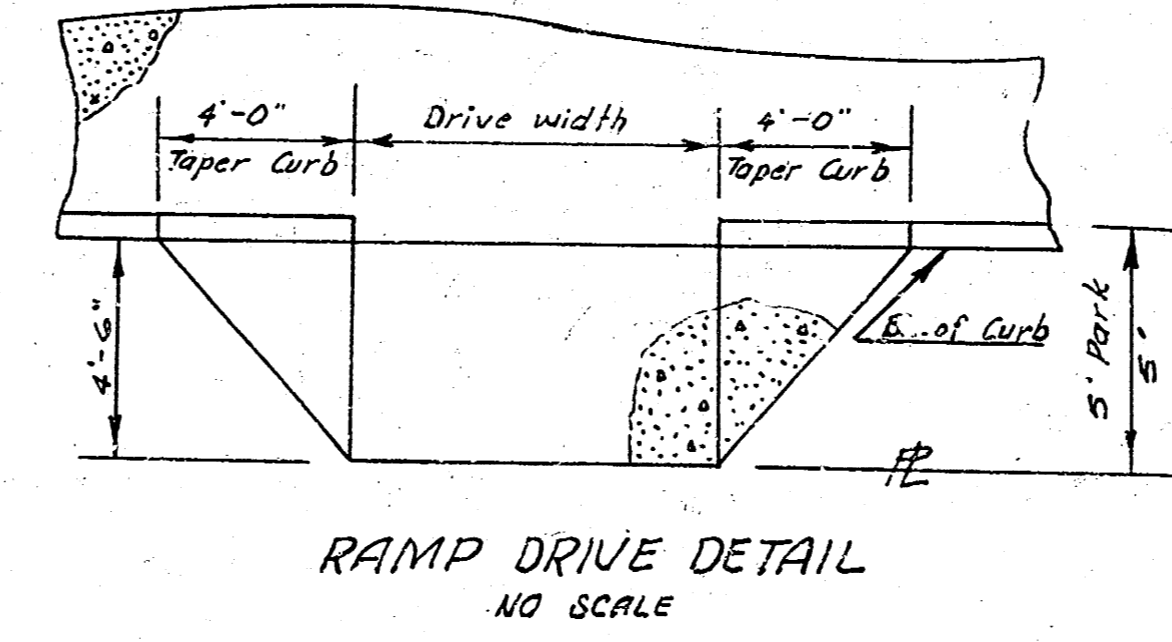 4'-0"
Drive width
4'-0"
Taper Curb
Taper Curb
4'-6"
of Curb
5' Park
5'
PL
RAMP DRIVE DETAIL
NO SCALE